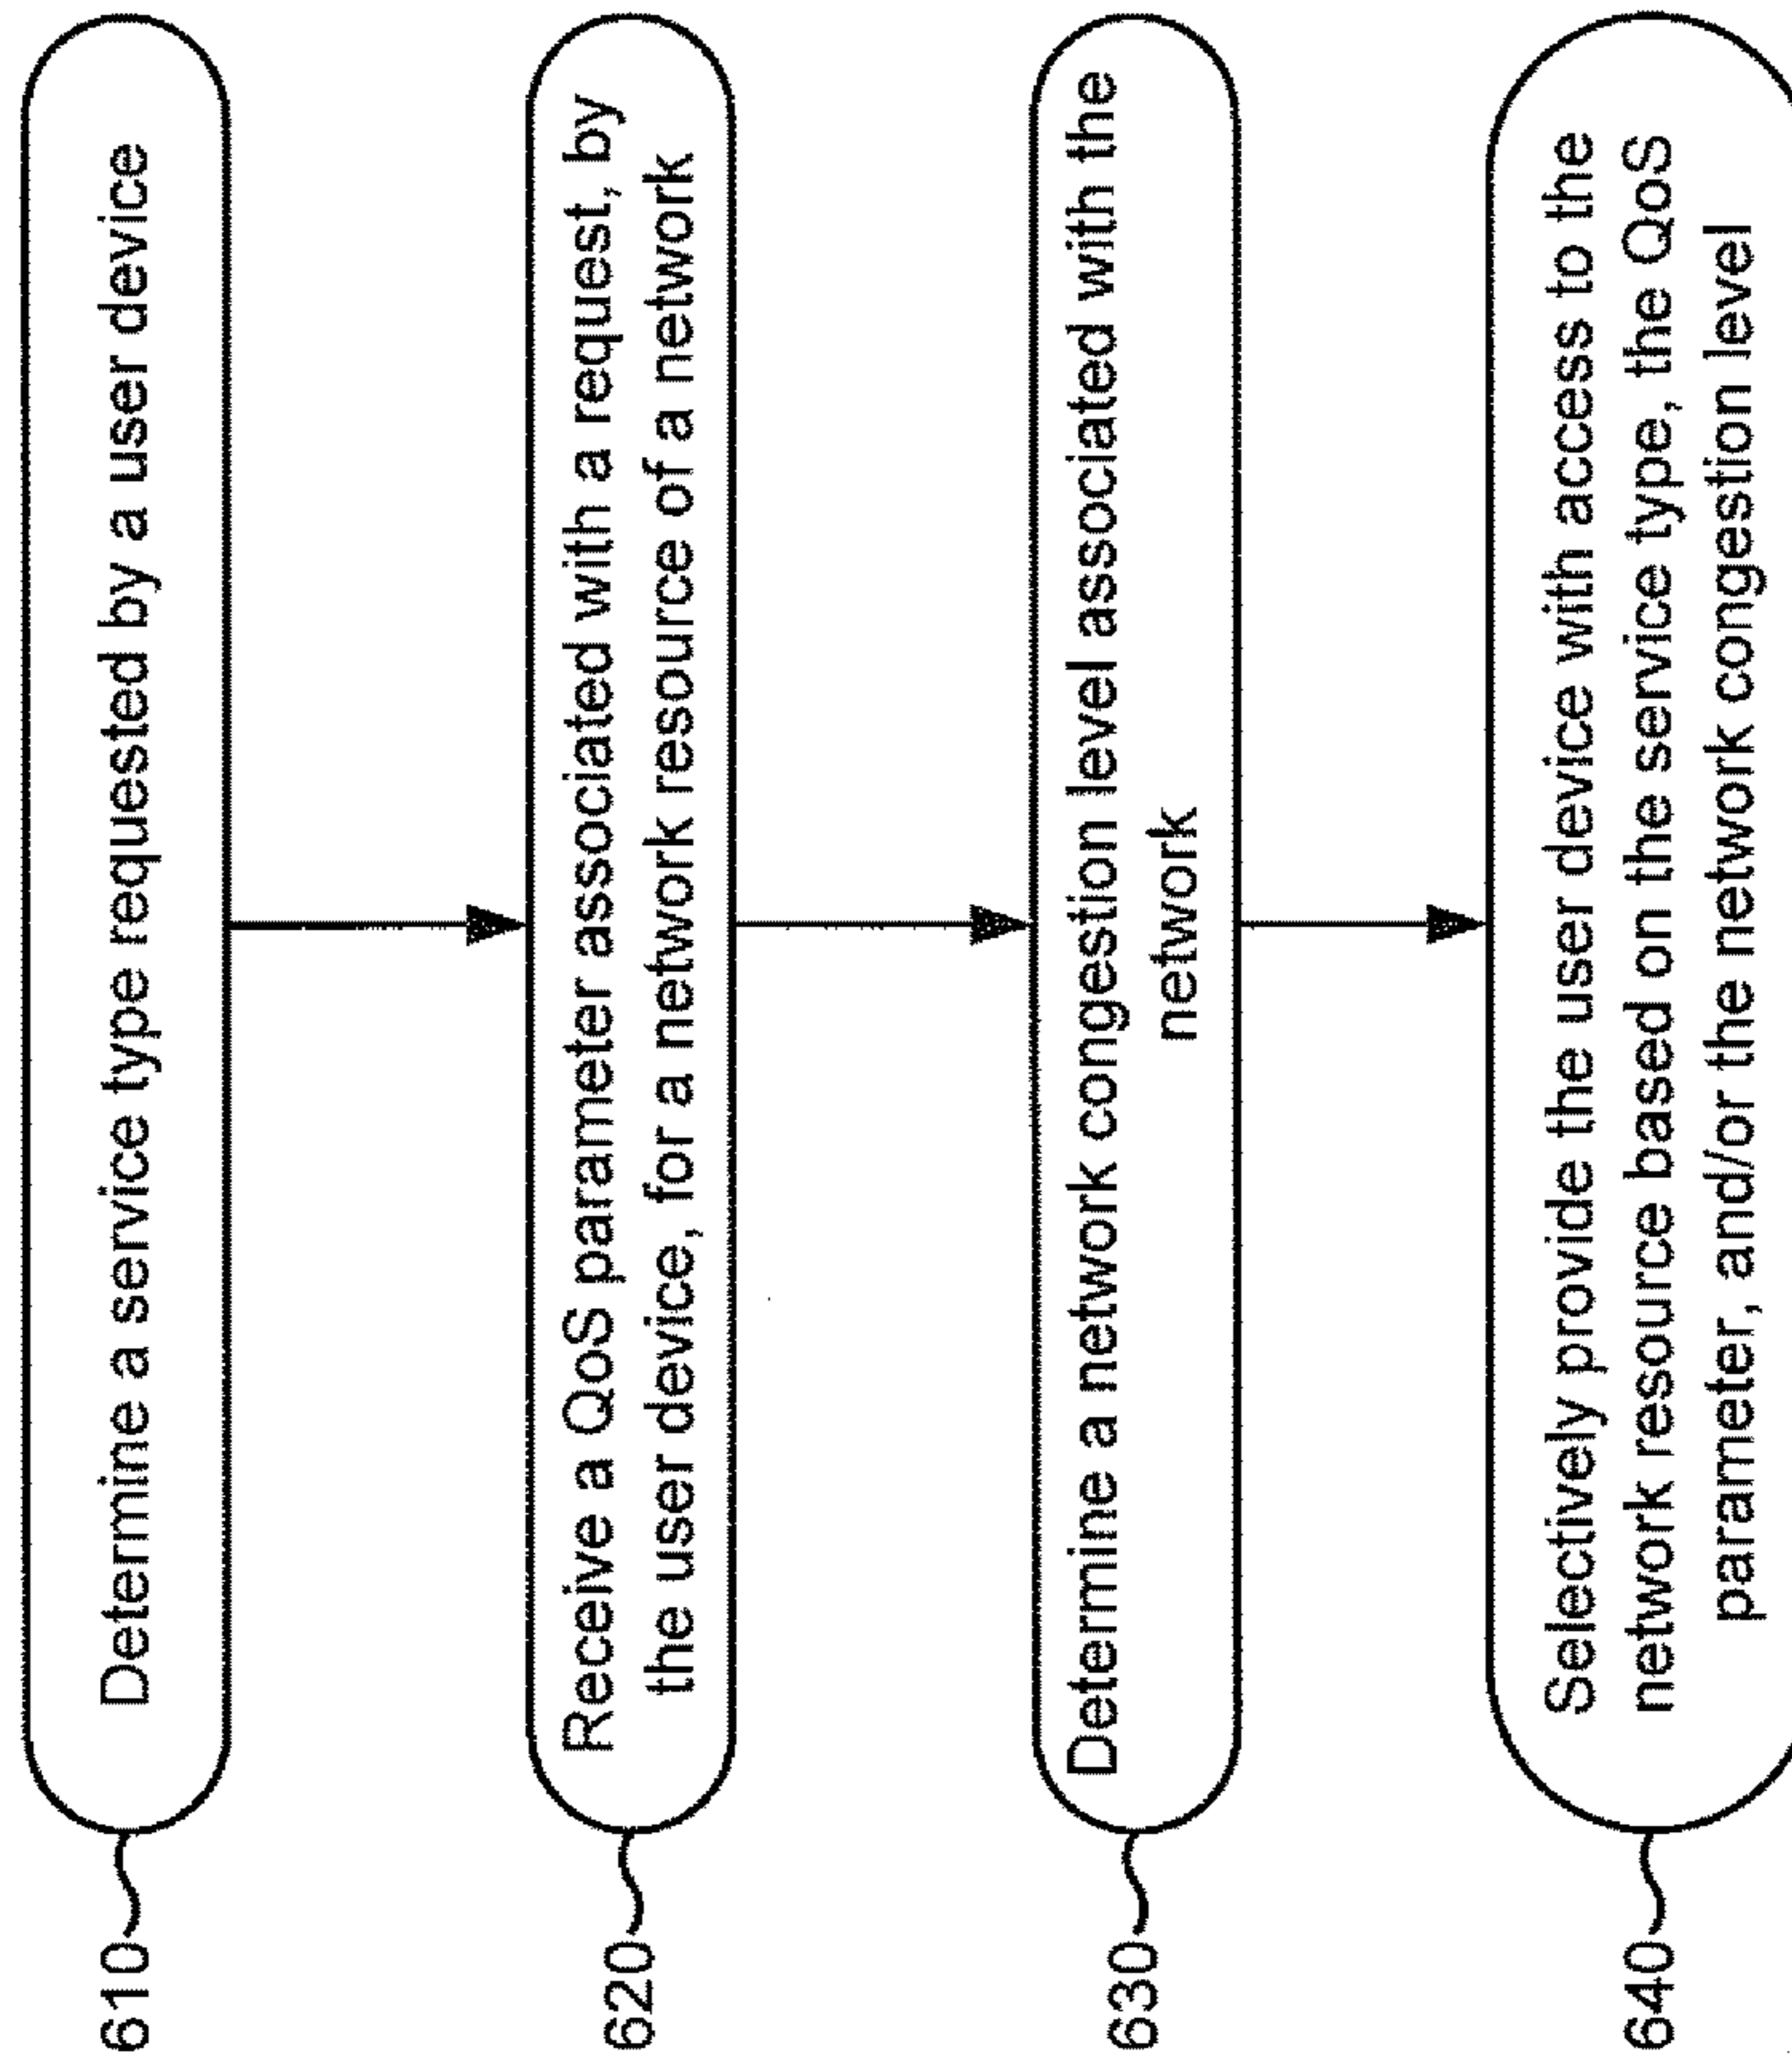 610
Determine a service type requested by a user device
620
Receive a QoS parameter associated with a request, by
the user device, for a network resource of a network
630
Determine a network congestion level associated with the
network
640
Selectively provide the user device with access to the
network resource based on the service type, the QoS
parameter, and/or the network congestion level